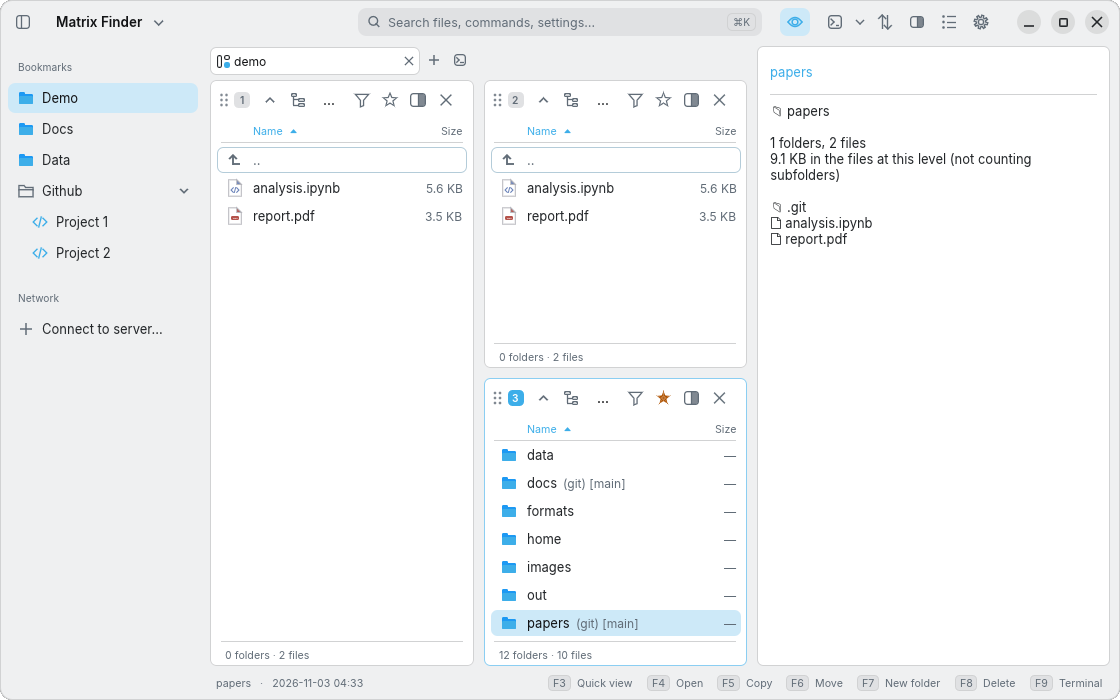 Matrix Finder
Search files, commands, settings...
⌘K
Bookmarks
Demo
Docs
Data
Github
Project 1
Project 2
Network
Connect to server...
demo
1
...
Name
Size
..
analysis.ipynb
5.6 KB
report.pdf
3.5 KB
0 folders · 2 files
2
...
Name
Size
..
analysis.ipynb
5.6 KB
report.pdf
3.5 KB
0 folders · 2 files
3
...
Name
Size
data —
docs (git) [main] —
formats —
home —
images —
out —
papers (git) [main] —
12 folders · 10 files
papers
papers
1 folders, 2 files
9.1 KB in the files at this level (not counting
subfolders)
.git
analysis.ipynb
report.pdf
papers · 2026-11-03 04:33
F3 Quick view F4 Open F5 Copy F6 Move F7 New folder F8 Delete F9 Terminal